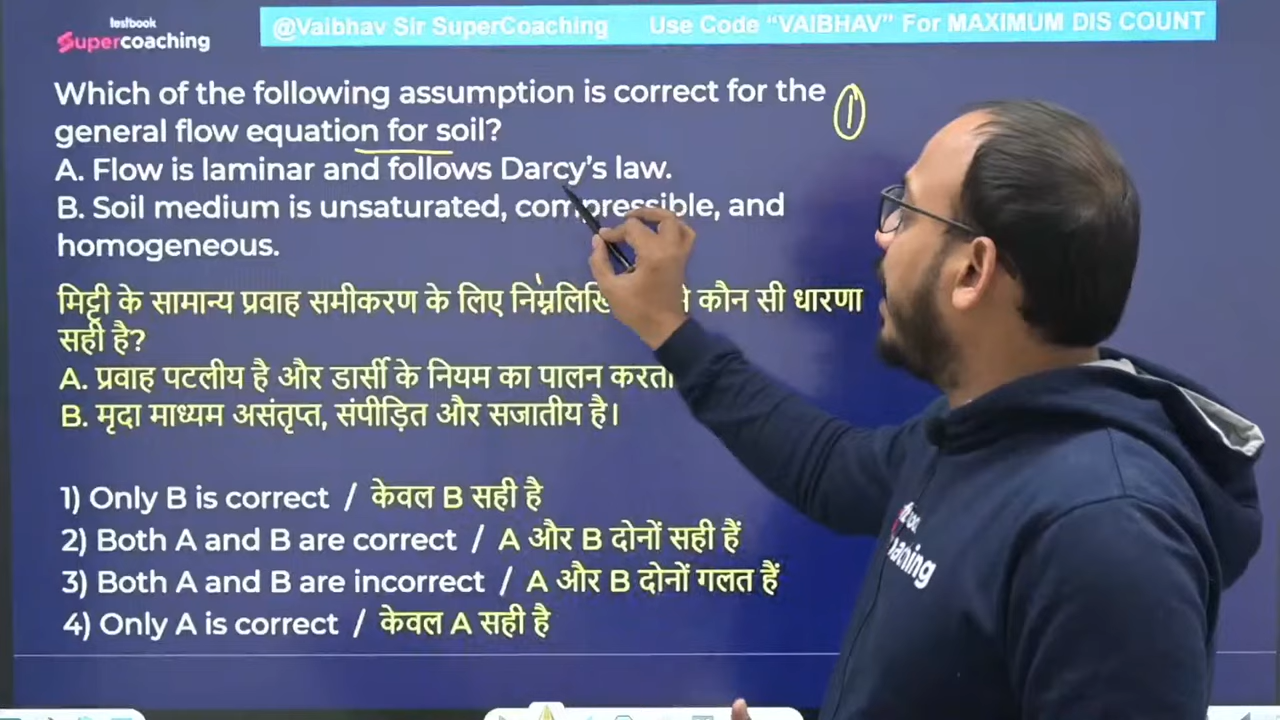 testbook
Supercoaching
@Vaibhav Sir SuperCoaching Use Code “VAIBHAV” For MAXIMUM DIS COUNT
Which of the following assumption is correct for the
general flow equation for soil?
A. Flow is laminar and follows Darcy’s law.
B. Soil medium is unsaturated, compressible, and
homogeneous.
मिट्टी के सामान्य प्रवाह समीकरण के लिए कौन सी धारणा
सही है?
A. प्रवाह पटलीय है और डार्सी के नियम का पालन
B. मृदा माध्यम असंतृप्त, संपीड़ित और सजातीय है।
1) Only B is correct / केवल B सही है
2) Both A and B are correct / A और B दोनों सही हैं
3) Both A and B are incorrect / A और B दोनों गलत हैं
4) Only A is correct / केवल A सही है